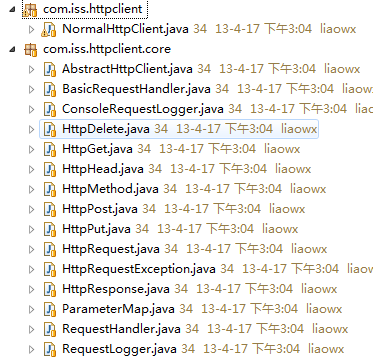 com.iss.httpclient
NormalHttpClient.java 34 13-4-17 下午3:04 liaowx
com.iss.httpclient.core
AbstractHttpClient.java 34 13-4-17 下午3:04 liaowx
BasicRequestHandler.java 34 13-4-17 下午3:04 liaowx
ConsoleRequestLogger.java 34 13-4-17 下午3:04 liaowx
HttpDelete.java 34 13-4-17 下午3:04 liaowx
HttpGet.java 34 13-4-17 下午3:04 liaowx
HttpHead.java 34 13-4-17 下午3:04 liaowx
HttpMethod.java 34 13-4-17 下午3:04 liaowx
HttpPost.java 34 13-4-17 下午3:04 liaowx
HttpPut.java 34 13-4-17 下午3:04 liaowx
HttpRequest.java 34 13-4-17 下午3:04 liaowx
HttpRequestException.java 34 13-4-17 下午3:04 liaowx
HttpResponse.java 34 13-4-17 下午3:04 liaowx
ParameterMap.java 34 13-4-17 下午3:04 liaowx
RequestHandler.java 34 13-4-17 下午3:04 liaowx
RequestLogger.java 34 13-4-17 下午3:04 liaowx